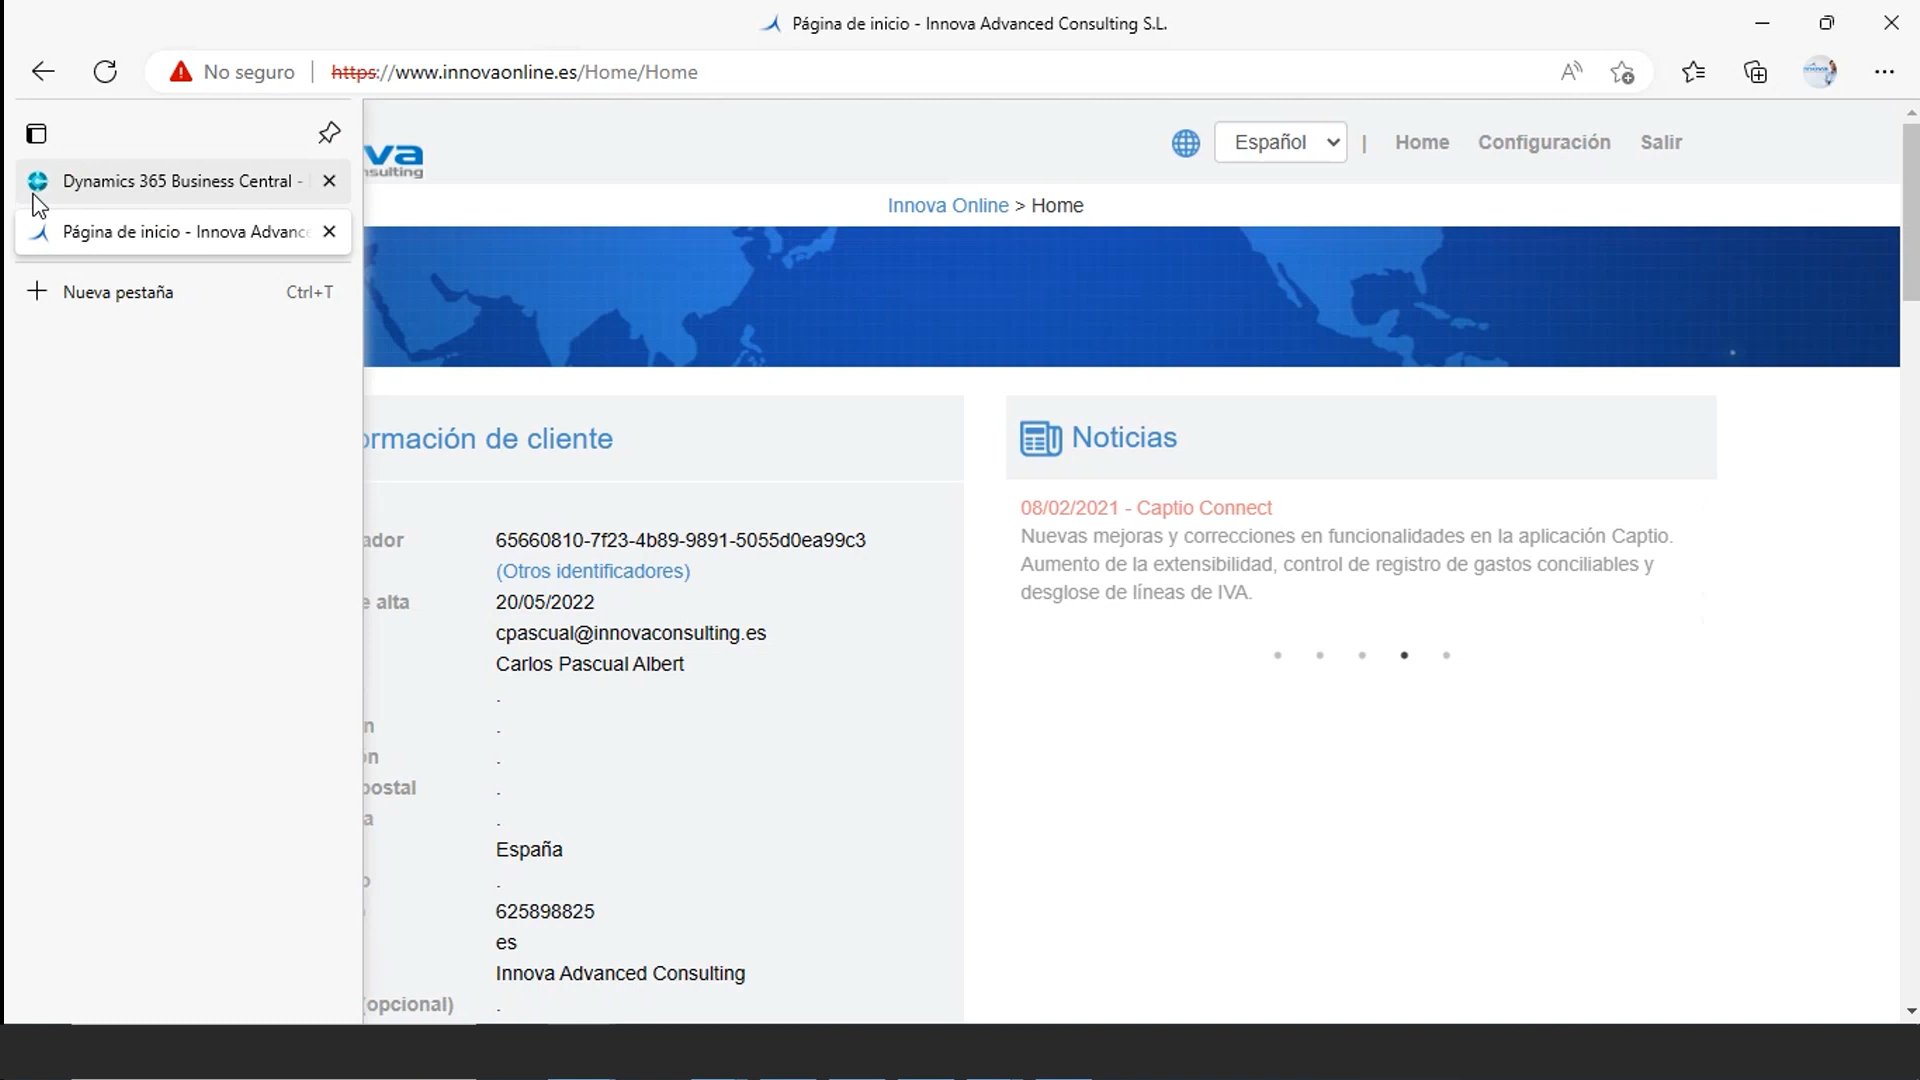 Página de inicio - Innova Advanced Consulting S.L.
No seguro | https://www.innovaonline.es/Home/Home
Dynamics 365 Business Central -
Página de inicio - Innova Advance
Nueva pestaña Ctrl+T
va
nsulting
Español | Home Configuración Salir
Innova Online > Home
ormación de cliente
ador 65660810-7f23-4b89-9891-5055d0ea99c3
(Otros identificadores)
e alta 20/05/2022
cpascual@innovaconsulting.es
Carlos Pascual Albert
.
n .
ón .
postal .
a .
España
o .
625898825
es
Innova Advanced Consulting
(opcional) .
Noticias
08/02/2021 - Captio Connect
Nuevas mejoras y correcciones en funcionalidades en la aplicación Captio.
Aumento de la extensibilidad, control de registro de gastos conciliables y
desglose de líneas de IVA.